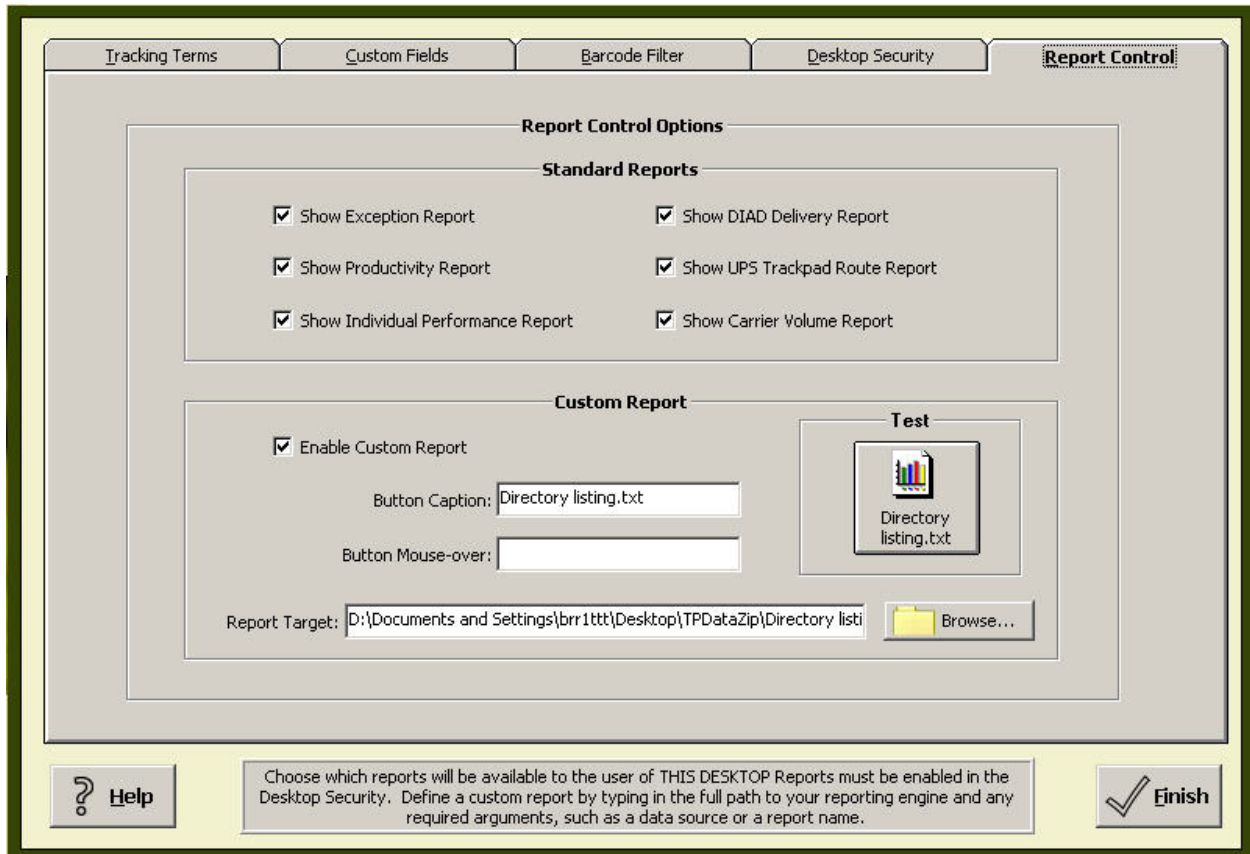 Tracking Terms
Custom Fields
Barcode Filter
Desktop Security
Report Control
Report Control Options
Standard Reports
Show Exception Report
Show DIAD Delivery Report
Show Productivity Report
Show UPS Trackpad Route Report
Show Individual Performance Report
Show Carrier Volume Report
Custom Report
Enable Custom Report
Button Caption: Directory listing.txt
Button Mouse-over:
Test
Directory
listing.txt
Report Target: D:\Documents and Settings\brr1ttt\Desktop\TPDataZip\Directory listi
Browse...
Help
Choose which reports will be available to the user of THIS DESKTOP Reports must be enabled in the
Desktop Security. Define a custom report by typing in the full path to your reporting engine and any
required arguments, such as a data source or a report name.
Finish